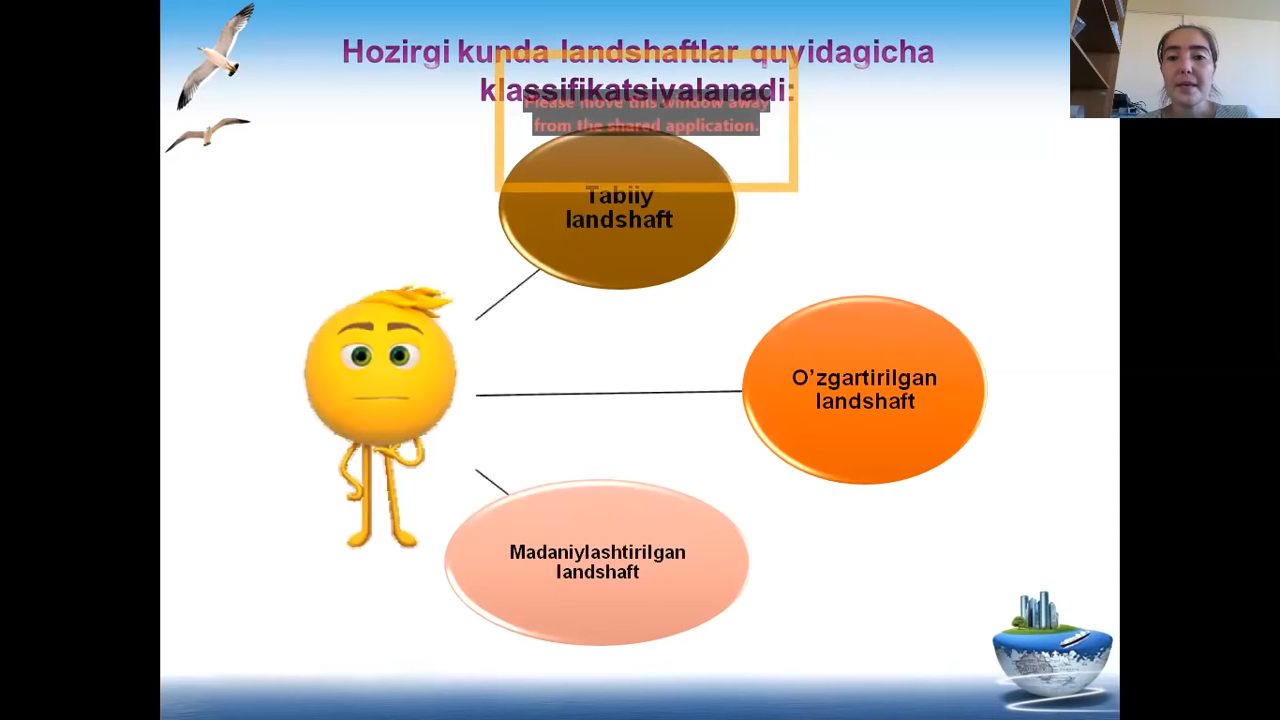 Hozirgi kunda landshaftlar quyidagicha
klassifikatsiyalanadi:
Please move this window away
from the shared application.
Tabiiy
landshaft
O’zgartirilgan
landshaft
Madaniylashtirilgan
landshaft